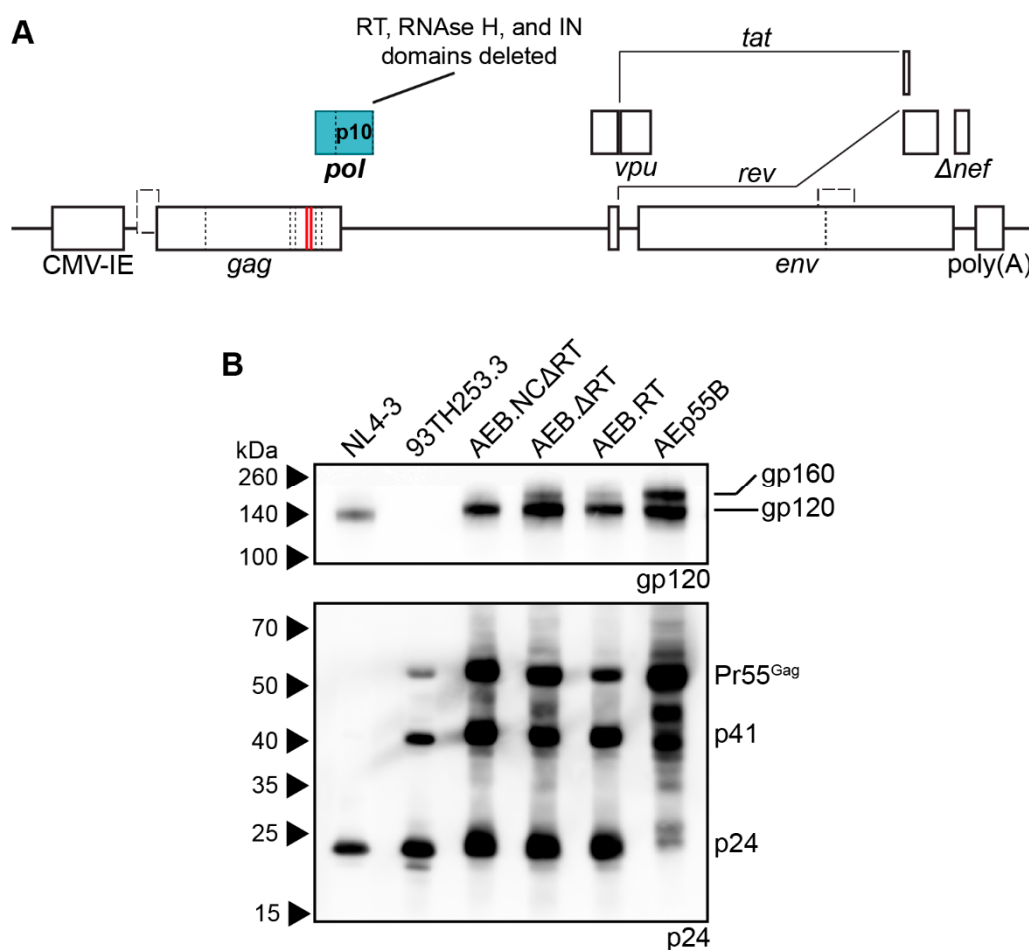 A
RT, RNAse H, and IN
domains deleted
tat
p10
pol
vpu
Δnef
rev
CMV-IE
gag
env
poly(A)
B
NL4-3
93TH253.3
AEB.NCΔRT
AEB.ΔRT
AEB.RT
AEp55B
kDa
260
140
100
gp160
gp120
gp120
70
50
40
35
25
15
Pr55Gag
p41
p24
p24